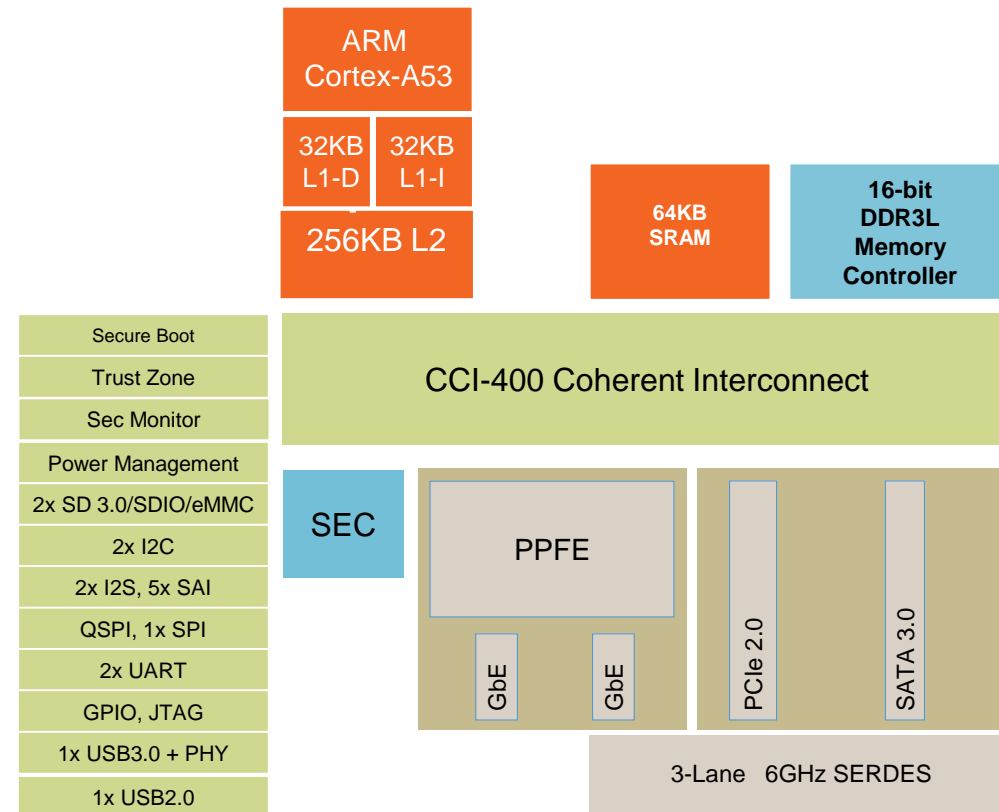 ARM
Cortex-A53
32KB
L1-D
32KB
L1-I
256KB L2
64KB
SRAM
16-bit
DDR3L
Memory
Controller
Secure Boot
Trust Zone
Sec Monitor
Power Management
2x SD 3.0/SDIO/eMMC
2x I2C
2x I2S, 5x SAI
QSPI, 1x SPI
2x UART
GPIO, JTAG
1x USB3.0 + PHY
1x USB2.0
CCI-400 Coherent Interconnect
SEC
PPFE
GbE
GbE
PCIe 2.0
SATA 3.0
3-Lane 6GHz SERDES